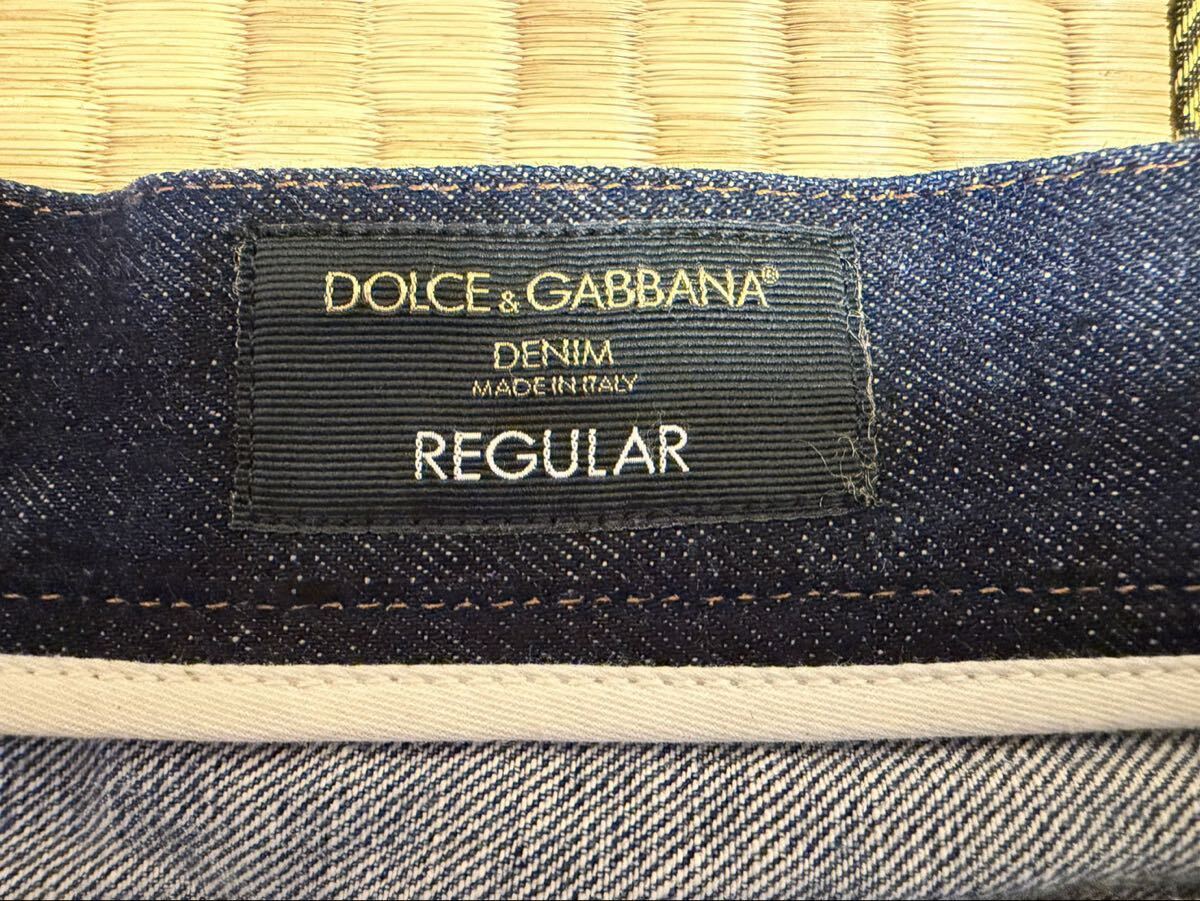 DOLCE & GABBANA®
DENIM
MADE IN ITALY
REGULAR